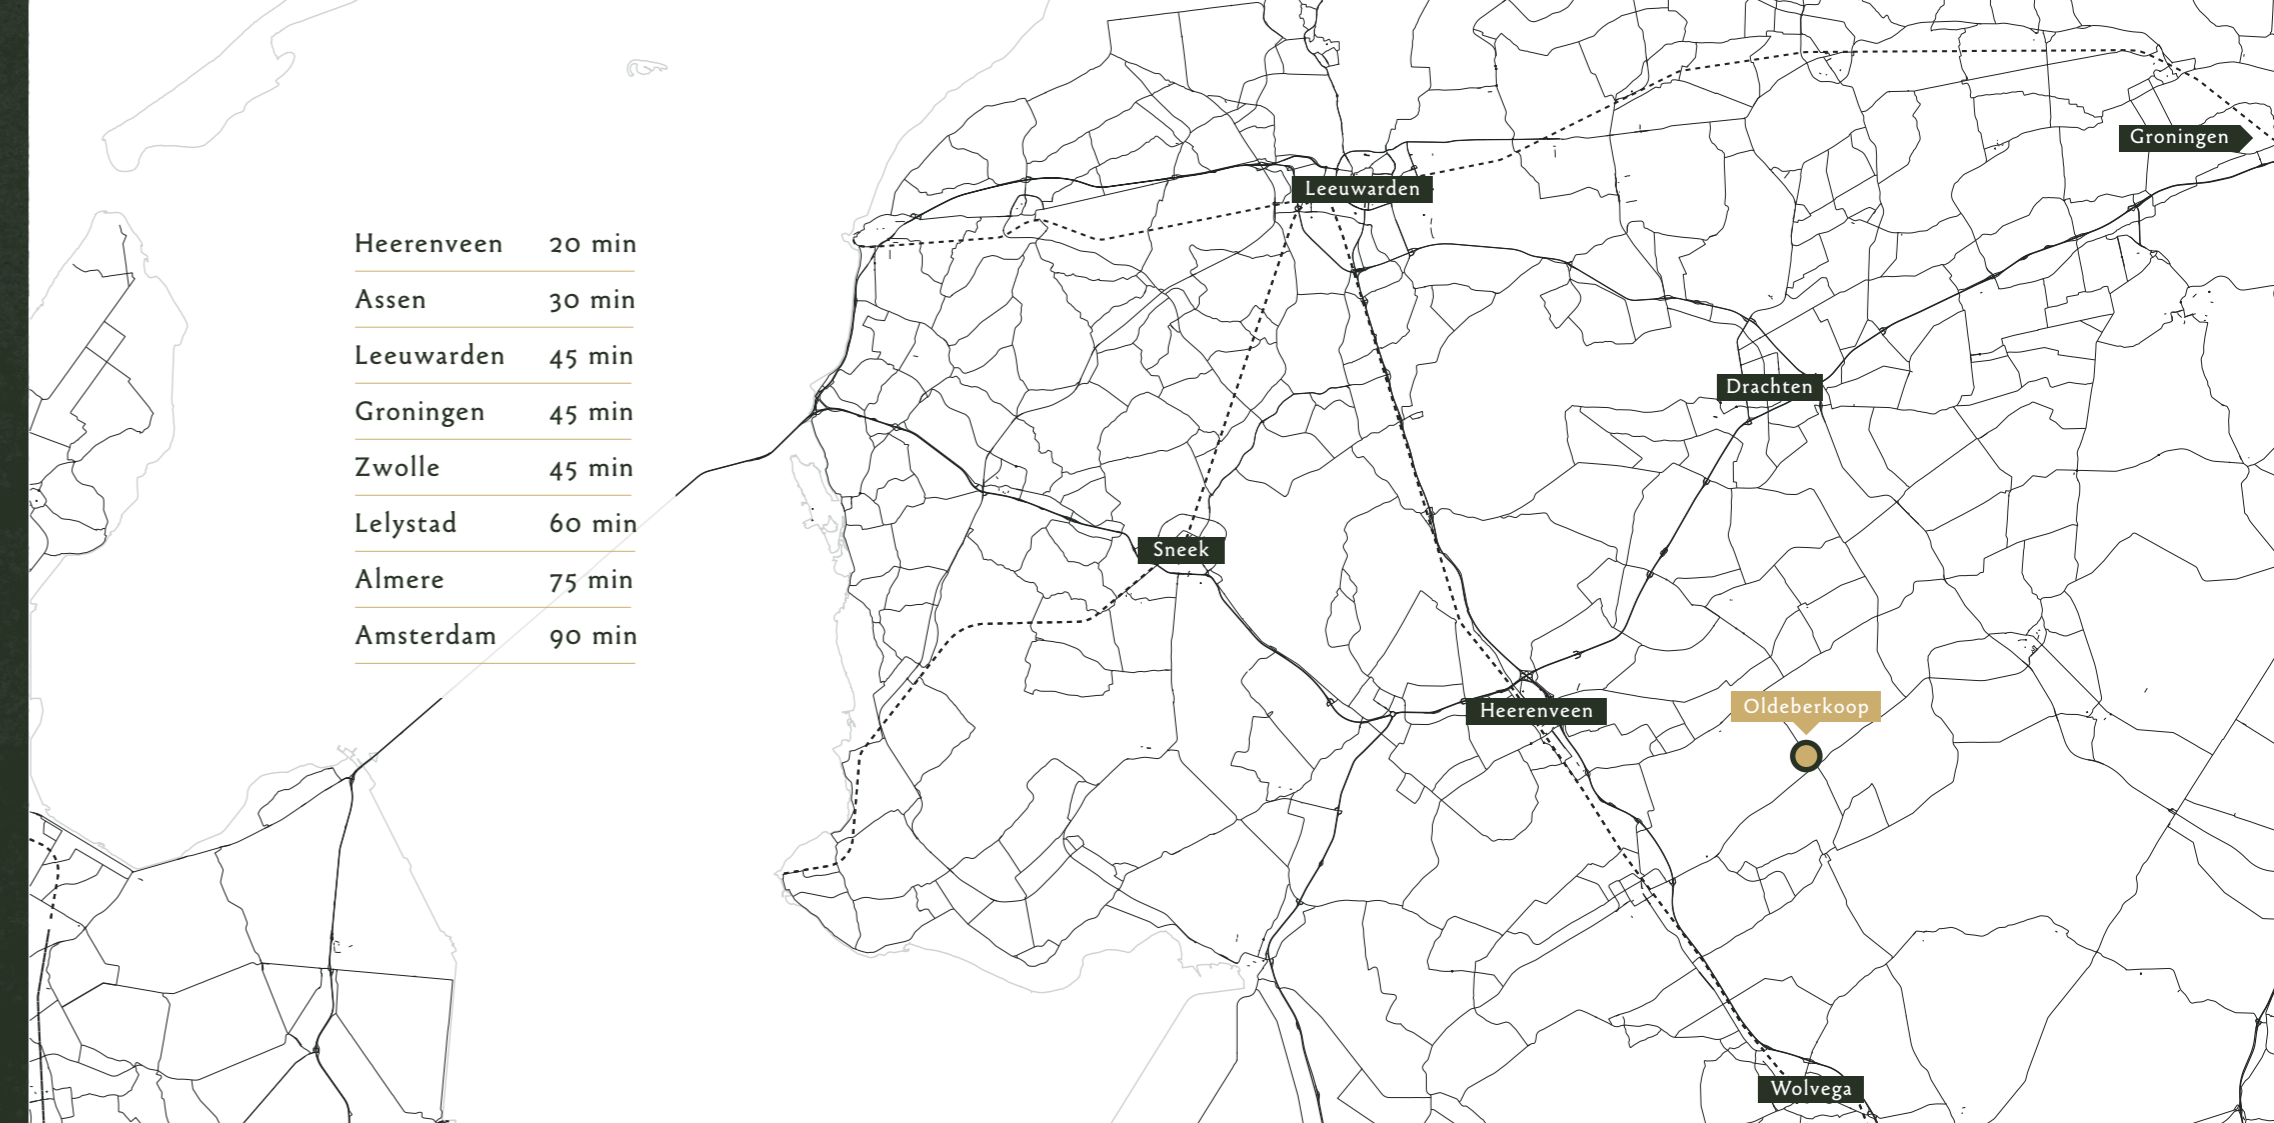 Heerenveen 20 min
Assen 30 min
Leeuwarden 45 min
Groningen 45 min
Zwolle 45 min
Lelystad 60 min
Almere 75 min
Amsterdam 90 min
Groningen
Leeuwarden
Drachten
Sneek
Heerenveen
Oldeberkoop
Wolvega